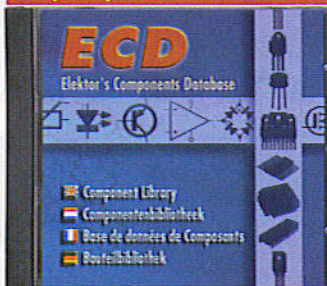 ECD
Elektor's Components Database
Component Library
Componentenbibliotheek
Base de données de Composants
Bauteilbibliothek